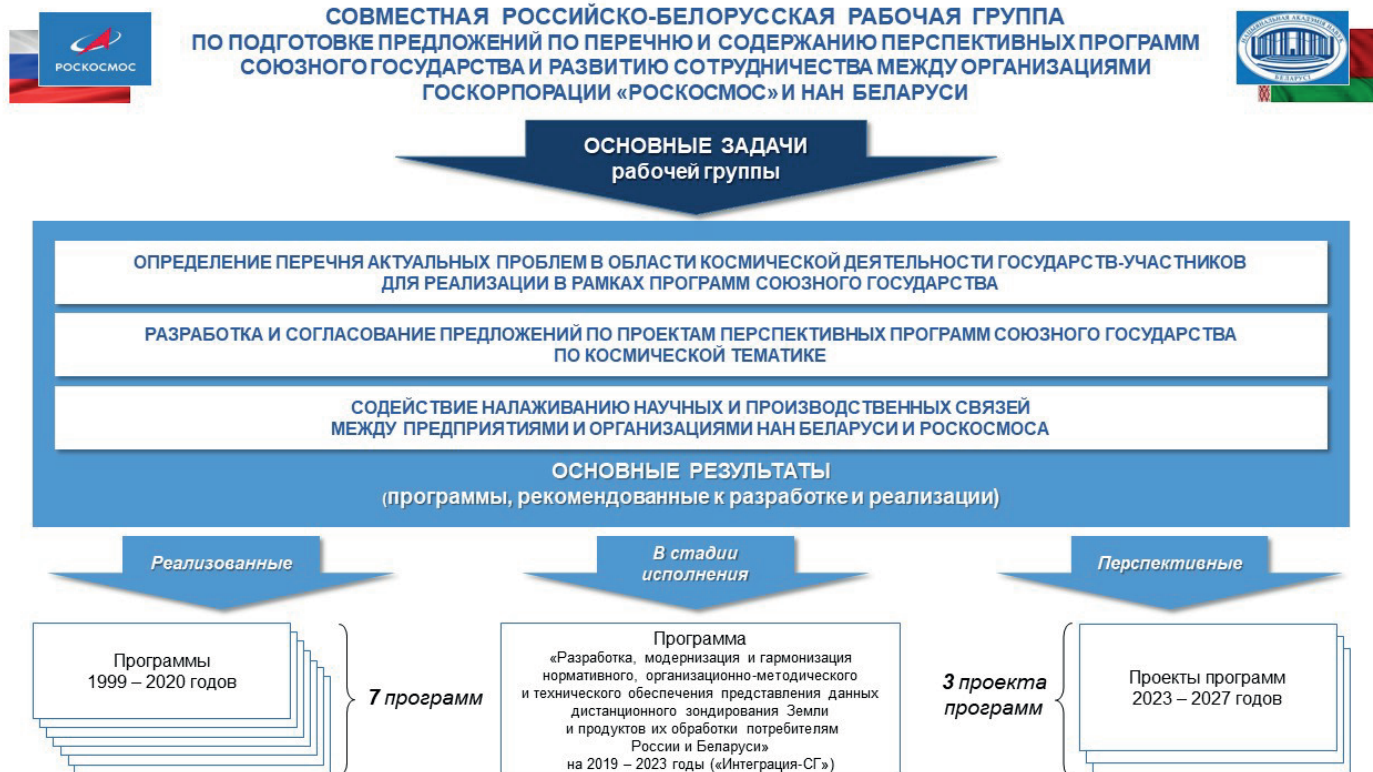 СОВМЕСТНАЯ РОССИЙСКО-БЕЛОРУССКАЯ РАБОЧАЯ ГРУППА
ПО ПОДГОТОВКЕ ПРЕДЛОЖЕНИЙ ПО ПЕРЕЧНЮ И СОДЕРЖАНИЮ ПЕРСПЕКТИВНЫХ ПРОГРАММ
СОЮЗНОГО ГОСУДАРСТВА И РАЗВИТИЮ СОТРУДНИЧЕСТВА МЕЖДУ ОРГАНИЗАЦИЯМИ
ГОСКОРПОРАЦИИ «РОСКОСМОС» И НАН БЕЛАРУСИ
РОСКОСМОС
НАЦЫЯНАЛЬНАЯ АКАДЭМІЯ НАВУК
БЕЛАРУСІ
ОСНОВНЫЕ ЗАДАЧИ
рабочей группы
ОПРЕДЕЛЕНИЕ ПЕРЕЧНЯ АКТУАЛЬНЫХ ПРОБЛЕМ В ОБЛАСТИ КОСМИЧЕСКОЙ ДЕЯТЕЛЬНОСТИ ГОСУДАРСТВ-УЧАСТНИКОВ
ДЛЯ РЕАЛИЗАЦИИ В РАМКАХ ПРОГРАММ СОЮЗНОГО ГОСУДАРСТВА
РАЗРАБОТКА И СОГЛАСОВАНИЕ ПРЕДЛОЖЕНИЙ ПО ПРОЕКТАМ ПЕРСПЕКТИВНЫХ ПРОГРАММ СОЮЗНОГО ГОСУДАРСТВА
ПО КОСМИЧЕСКОЙ ТЕМАТИКЕ
СОДЕЙСТВИЕ НАЛАЖИВАНИЮ НАУЧНЫХ И ПРОИЗВОДСТВЕННЫХ СВЯЗЕЙ
МЕЖДУ ПРЕДПРИЯТИЯМИ И ОРГАНИЗАЦИЯМИ НАН БЕЛАРУСИ И РОСКОСМОСА
ОСНОВНЫЕ РЕЗУЛЬТАТЫ
(программы, рекомендованные к разработке и реализации)
Реализованные
Программы
1999 – 2020 годов
7 программ
В стадии
исполнения
Программа
«Разработка, модернизация и гармонизация
нормативного, организационно-методического
и технического обеспечения представления данных
дистанционного зондирования Земли
и продуктов их обработки потребителям
России и Беларуси»
на 2019 – 2023 годы («Интеграция-СГ»)
Перспективные
3 проекта
программ
Проекты программ
2023 – 2027 годов